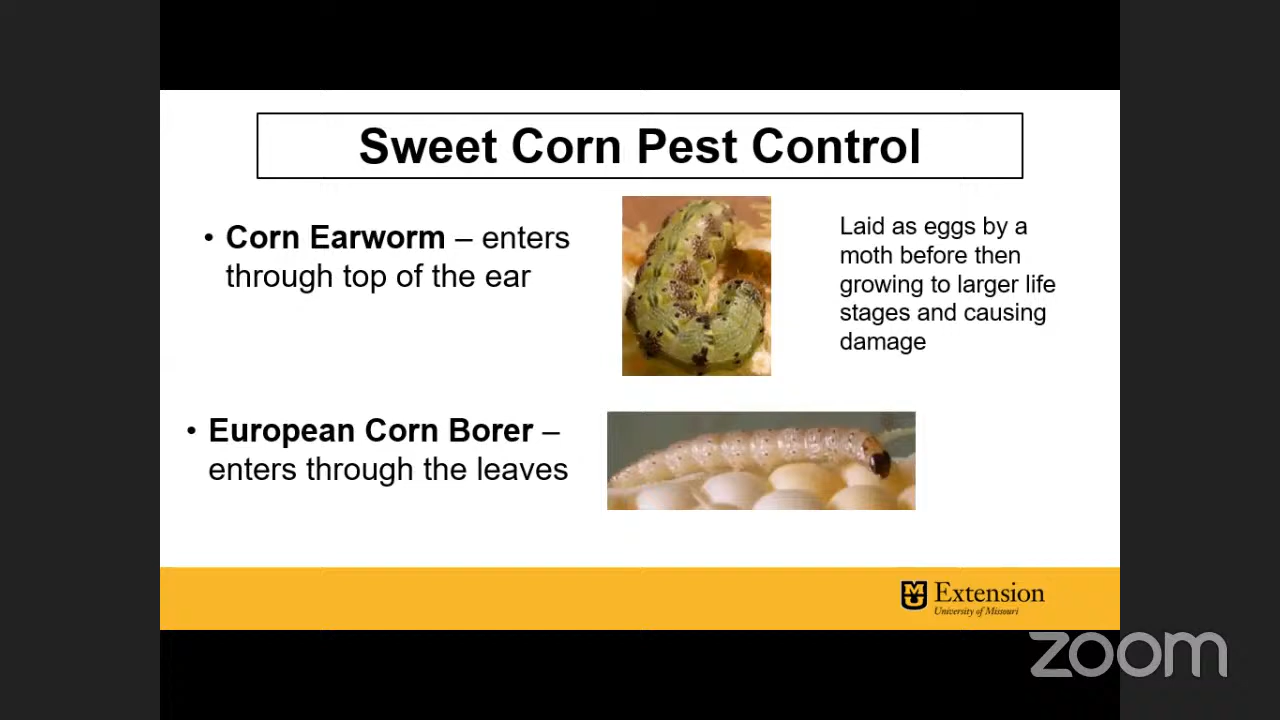 Sweet Corn Pest Control
• Corn Earworm – enters
through top of the ear
Laid as eggs by a
moth before then
growing to larger life
stages and causing
damage
• European Corn Borer –
enters through the leaves
Extension
University of Missouri
zoom